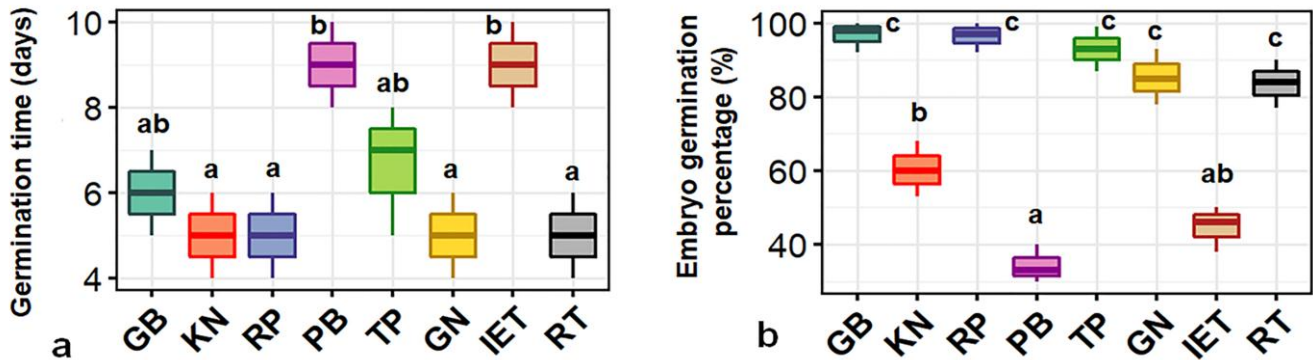 Germination time (days)
10
8
6
4
ab
a
a
b
ab
a
b
a
GB
KN
RP
PB
TP
GN
IET
RT
a
Embryo germination
percentage (%)
100
80
60
40
c
b
c
a
c
c
ab
c
GB
KN
RP
PB
TP
GN
IET
RT
b